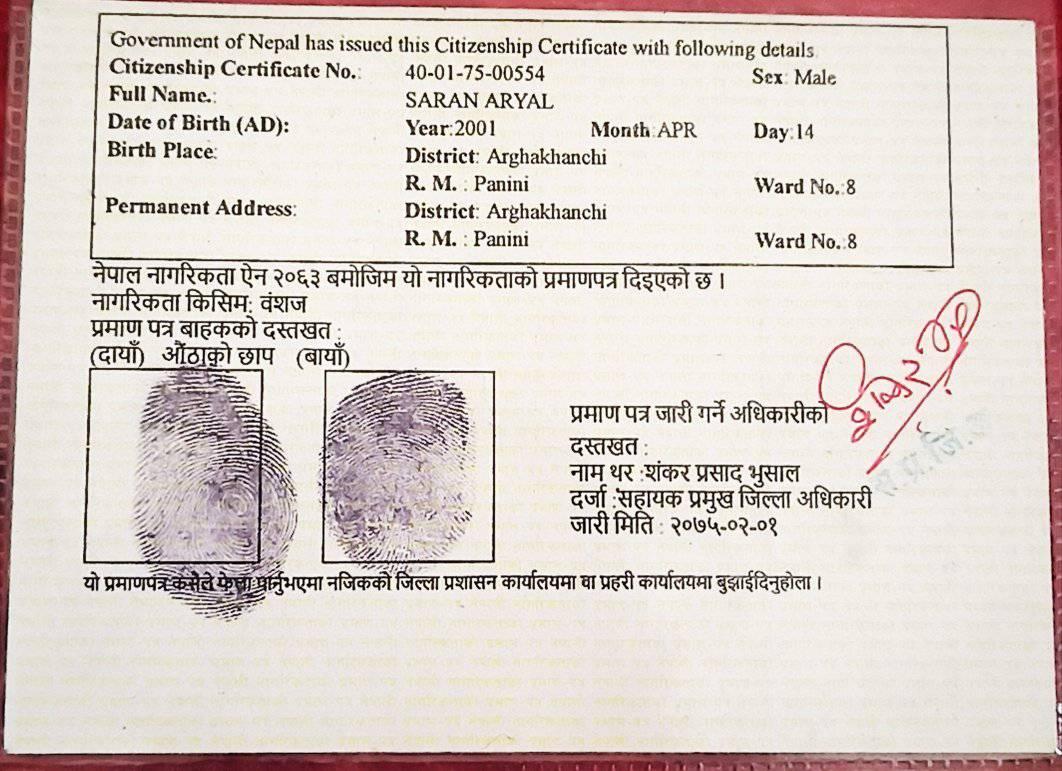 Government of Nepal has issued this Citizenship Certificate with following details.
Citizenship Certificate No.: 40-01-75-00554 Sex: Male
Full Name.: SARAN ARYAL
Date of Birth (AD): Year:2001 Month:APR Day:14
Birth Place: District: Arghakhanchi
R. M. : Panini Ward No.:8
Permanent Address: District: Arghakhanchi
R. M. : Panini Ward No.:8
नेपाल नागरिकता ऐन २०६३ बमोजिम यो नागरिकताको प्रमाणपत्र दिइएको छ ।
नागरिकता किसिम: वंशज
प्रमाण पत्र बाहकको दस्तखत :
(दायाँ) औंठाको छाप (बायाँ)
प्रमाण पत्र जारी गर्ने अधिकारीको
दस्तखत :
नाम थर :शंकर प्रसाद भुसाल
दर्जा :सहायक प्रमुख जिल्ला अधिकारी
जारी मिति : २०७५-०२-०१
स.प्र.जि.
यो प्रमाणपत्र कसैले फेला पार्नुभएमा नजिकको जिल्ला प्रशासन कार्यालयमा वा प्रहरी कार्यालयमा बुझाईदिनुहोला ।